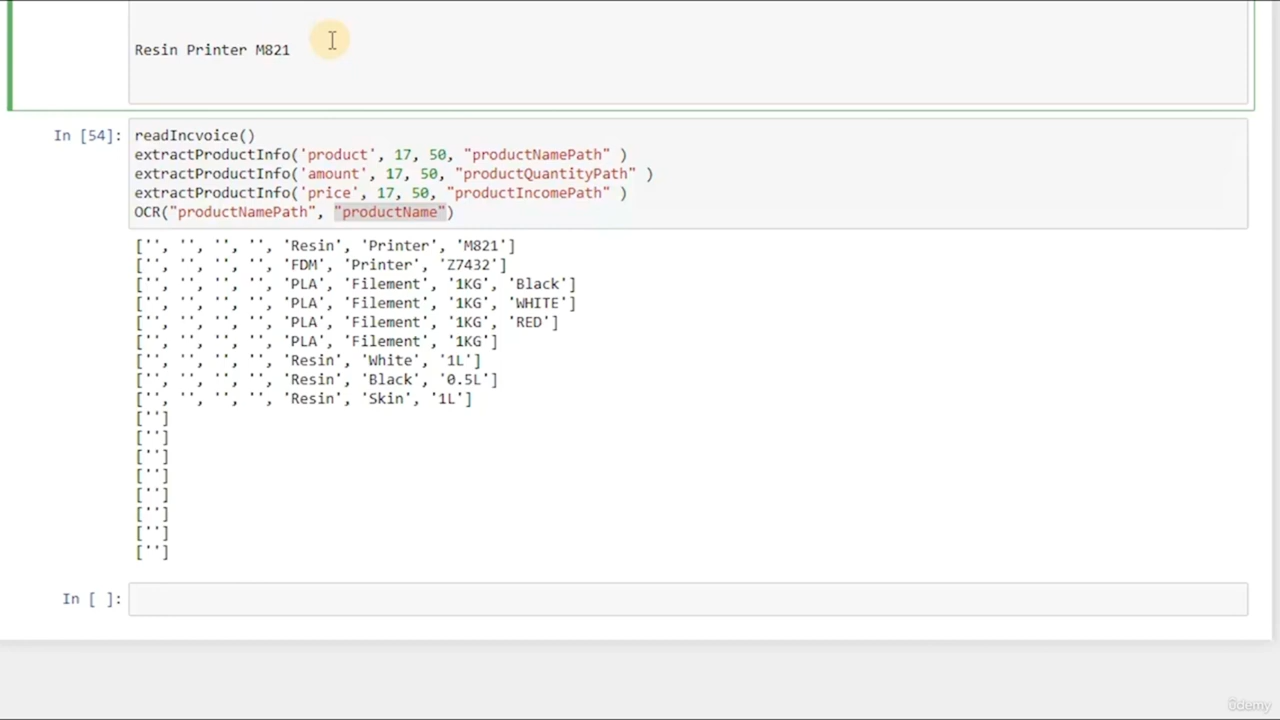 Resin Printer M821
In [54]:
readIncvoice()
extractProductInfo('product', 17, 50, "productNamePath" )
extractProductInfo('amount', 17, 50, "productQuantityPath" )
extractProductInfo('price', 17, 50, "productIncomePath" )
OCR("productNamePath", "productName")
['', '', '', '', 'Resin', 'Printer', 'M821']
['', '', '', '', 'FDM', 'Printer', 'Z7432']
['', '', '', '', 'PLA', 'Filement', '1KG', 'Black']
['', '', '', '', 'PLA', 'Filement', '1KG', 'WHITE']
['', '', '', '', 'PLA', 'Filement', '1KG', 'RED']
['', '', '', '', 'PLA', 'Filement', '1KG']
['', '', '', '', 'Resin', 'White', '1L']
['', '', '', '', 'Resin', 'Black', '0.5L']
['', '', '', '', 'Resin', 'Skin', '1L']
['']
['']
['']
['']
['']
['']
['']
['']
In [ ]:
ûdemy